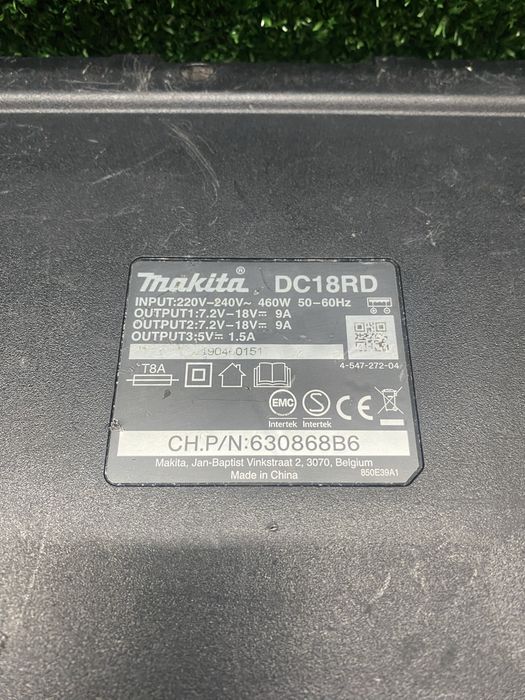 makita® DC18RD
INPUT:220V-240V~ 460W 50-60Hz
OUTPUT1:7.2V-18V⎓ 9A
OUTPUT2:7.2V-18V⎓ 9A
OUTPUT3:5V⎓ 1.5A
4-547-272-04
T8A
EMC S CE
Intertek Intertek
CH.P/N:630868B6
Makita, Jan-Baptist Vinkstraat 2, 3070, Belgium
Made in China 850E39A1